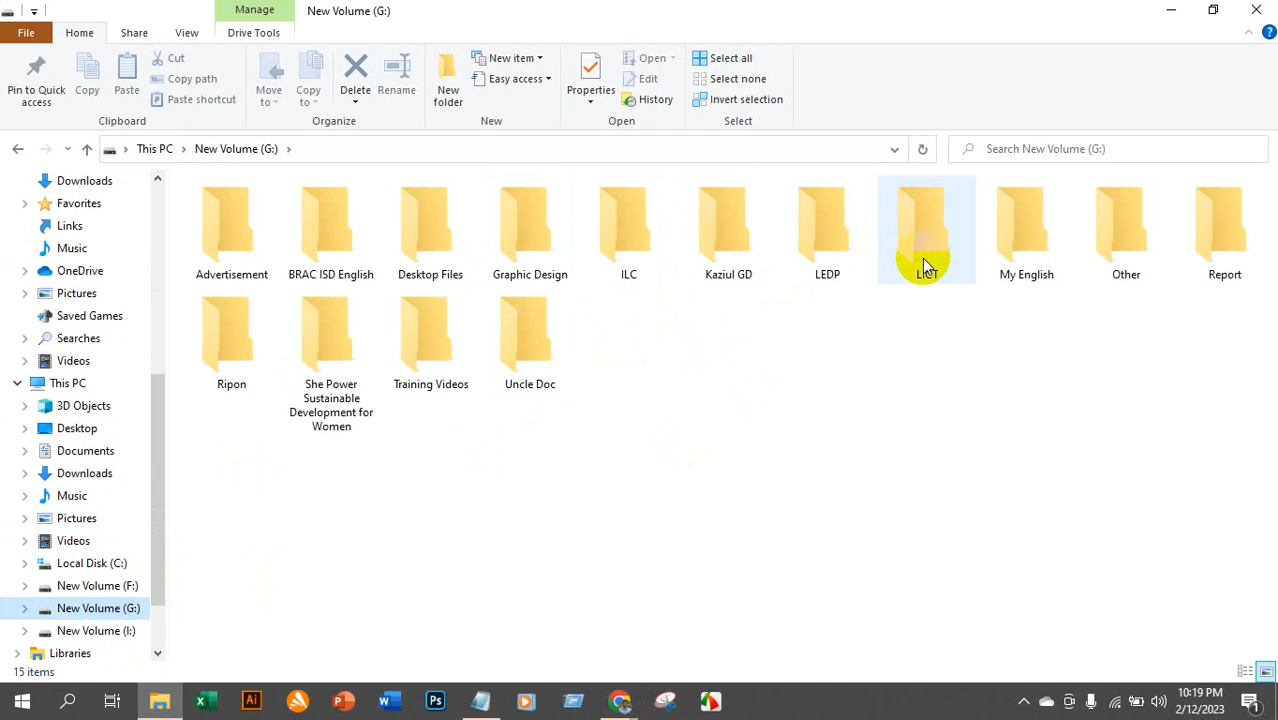 Manage
New Volume (G:)
File
Home
Share
View
Drive Tools
Pin to Quick access
Copy
Paste
Cut
Copy path
Paste shortcut
Clipboard
Move to
Copy to
Delete
Rename
Organize
New folder
New item
Easy access
New
Properties
Open
Edit
History
Open
Select all
Select none
Invert selection
Select
This PC
New Volume (G:)
Search New Volume (G:)
Downloads
Favorites
Links
Music
OneDrive
Pictures
Saved Games
Searches
Videos
This PC
3D Objects
Desktop
Documents
Downloads
Music
Pictures
Videos
Local Disk (C:)
New Volume (F:)
New Volume (G:)
New Volume (I:)
Libraries
Advertisement
BRAC ISD English
Desktop Files
Graphic Design
ILC
Kaziul GD
LEDP
My English
Other
Report
Ripon
She Power
Sustainable
Development for
Women
Training Videos
Uncle Doc
15 items
10:19 PM
2/12/2023